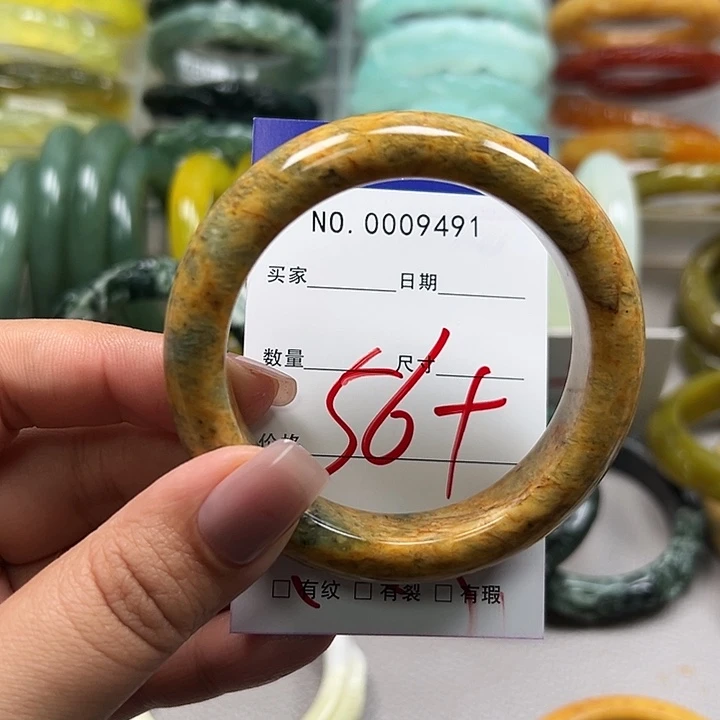 NO. 0009491
买家 日期
数量 尺寸
56+
价格
□ 有纹 □ 有裂 □ 有瑕